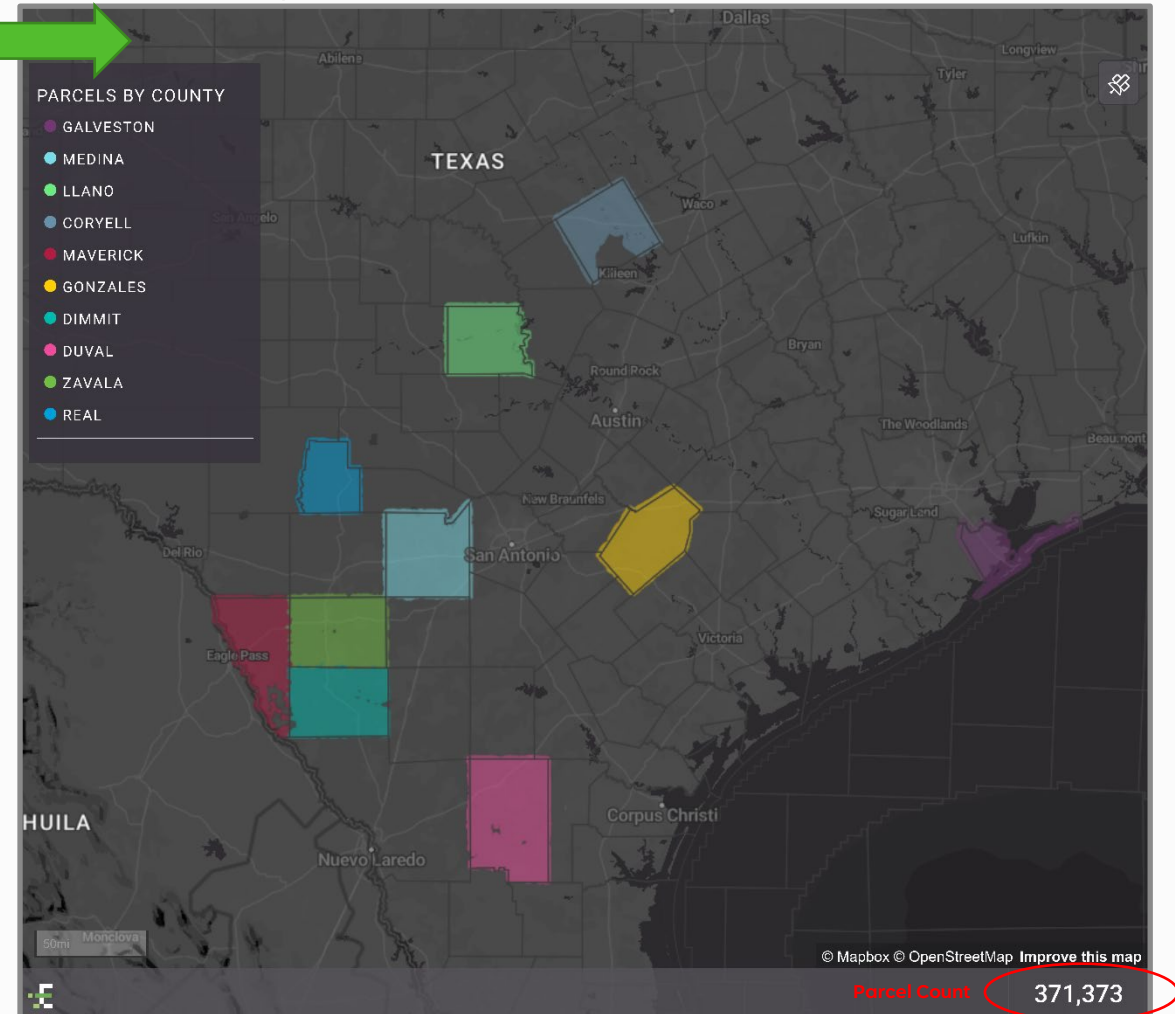 Dallas
Abilene
Longview
Tyler
PARCELS BY COUNTY
GALVESTON
MEDINA
LLANO
CORYELL
MAVERICK
GONZALES
DIMMIT
DUVAL
ZAVALA
REAL
TEXAS
Waco
San Angelo
Lufkin
Killeen
Bryan
Round Rock
Austin
The Woodlands
Beaumont
New Braunfels
Sugar Land
Del Rio
San Antonio
Victoria
Eagle Pass
Corpus Christi
HUILA
Nuevo Laredo
50mi
Monclova
© Mapbox © OpenStreetMap Improve this map
Parcel Count 371,373